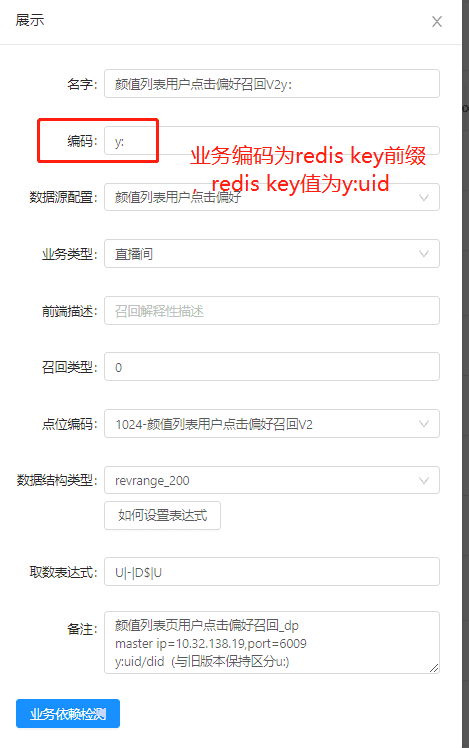 展示
名字: 颜值列表用户点击偏好召回V2y:
编码: y:
业务编码为redis key前缀
，redis key值为y:uid
数据源配置: 颜值列表用户点击偏好
业务类型: 直播间
前端描述: 召回解释性描述
召回类型: 0
点位编码: 1024-颜值列表用户点击偏好召回V2
数据结构类型: revrange_200
如何设置表达式
取数表达式: U|-|D$|U
备注: 颜值列表页用户点击偏好召回_dp
master ip=10.32.138.19,port=6009
y:uid/did (与旧版本保持区分u:)
业务依赖检测